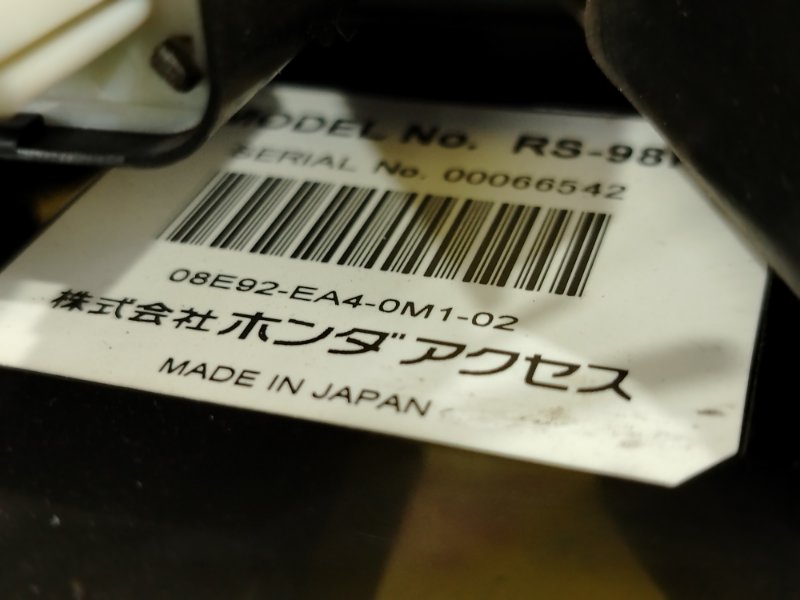 MODEL No. RS-98
SERIAL No. 00066542
08E92-EA4-0M1-02
株式会社ホンダアクセス
MADE IN JAPAN